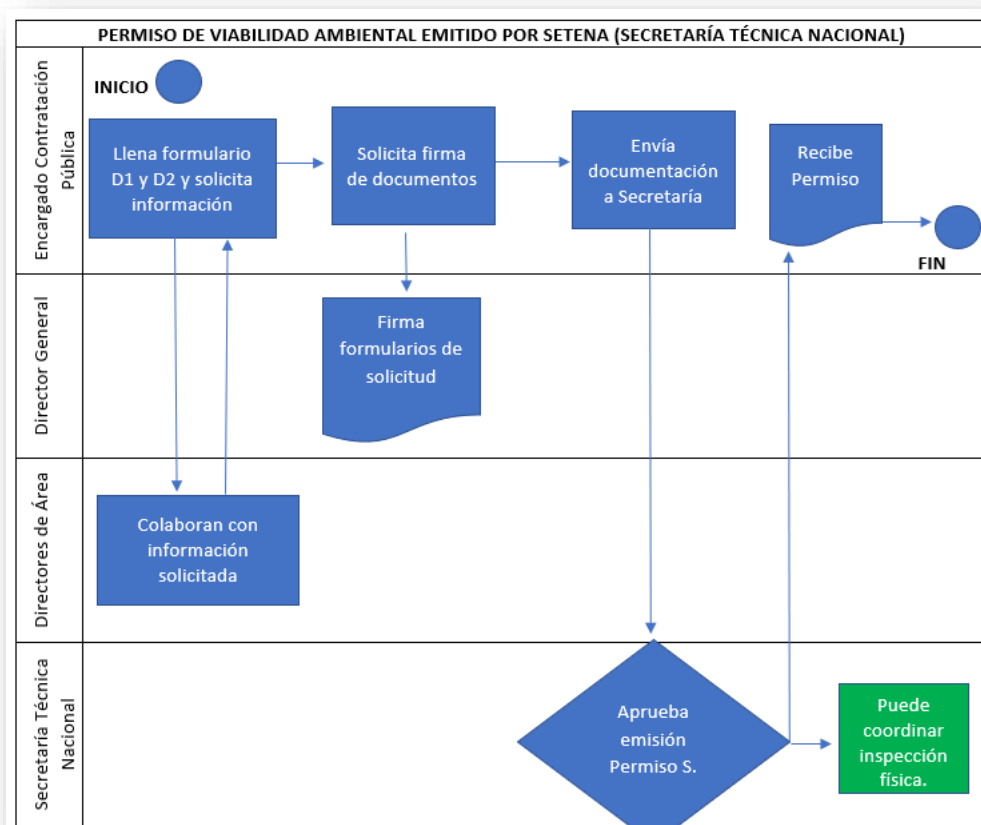 PERMISO DE VIABILIDAD AMBIENTAL EMITIDO POR SETENA (SECRETARÍA TÉCNICA NACIONAL)
Encargado Contratación
Pública
INICIO
Llena formulario
D1 y D2 y solicita
información
Solicita firma
de documentos
Envía
documentación
a Secretaría
Recibe
Permiso
FIN
Director General
Firma
formularios de
solicitud
Directores de Área
Colaboran con
información
solicitada
Secretaría Técnica
Nacional
Aprueba
emisión
Permiso S.
Puede
coordinar
inspección
física.